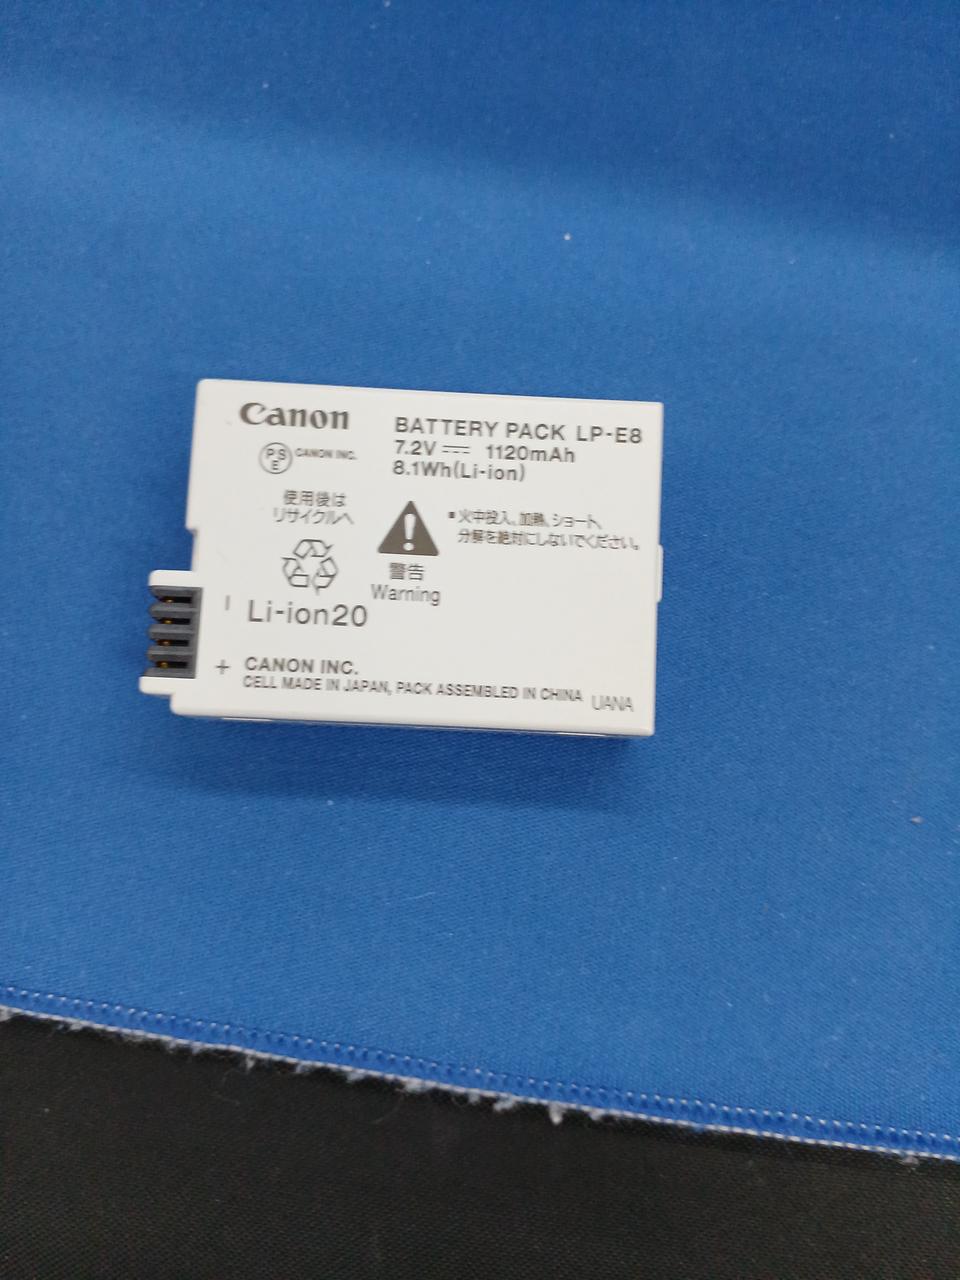 Canon
BATTERY PACK LP-E8
7.2V ⎓ 1120mAh
8.1Wh(Li-ion)
PSE CANON INC.
使用後は
リサイクルへ
警告
Warning
■火中投入、加熱、ショート、
分解を絶対にしないでください。
Li-ion20
+ CANON INC.
CELL MADE IN JAPAN, PACK ASSEMBLED IN CHINA
UANA